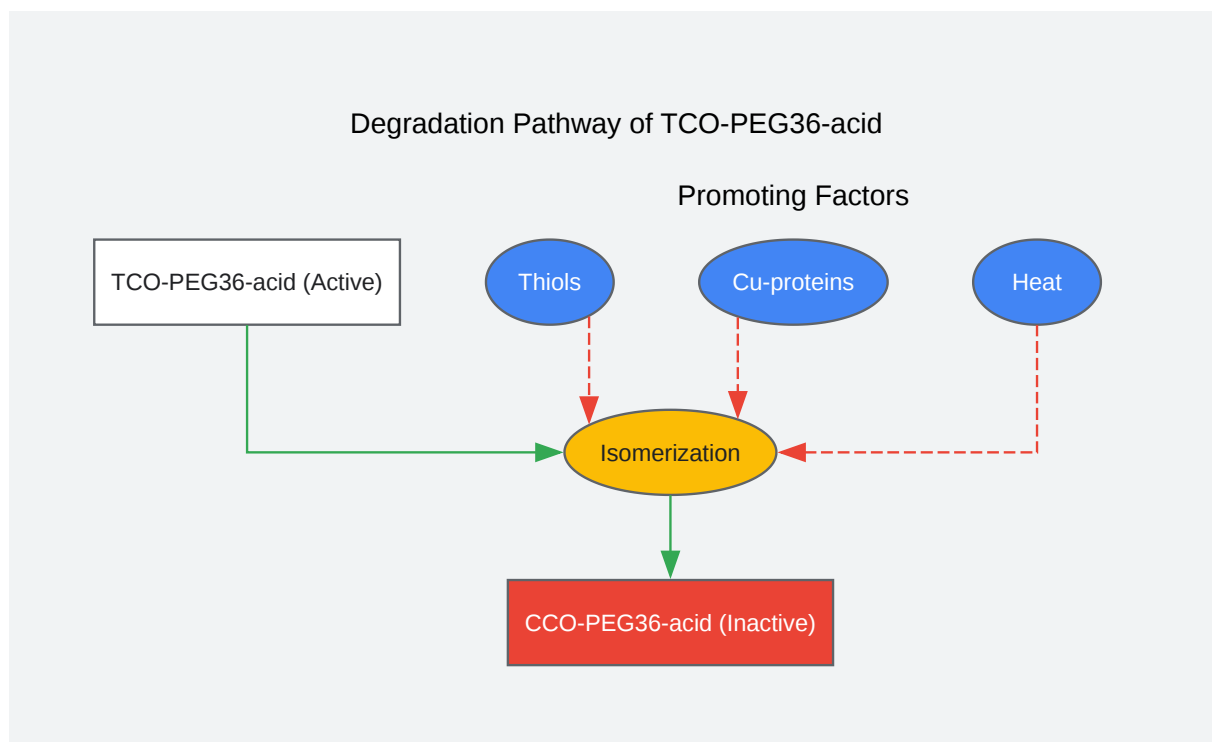 Degradation Pathway of TCO-PEG36-acid
Promoting Factors
TCO-PEG36-acid (Active)
Thiols
Cu-proteins
Heat
Isomerization
CCO-PEG36-acid (Inactive)